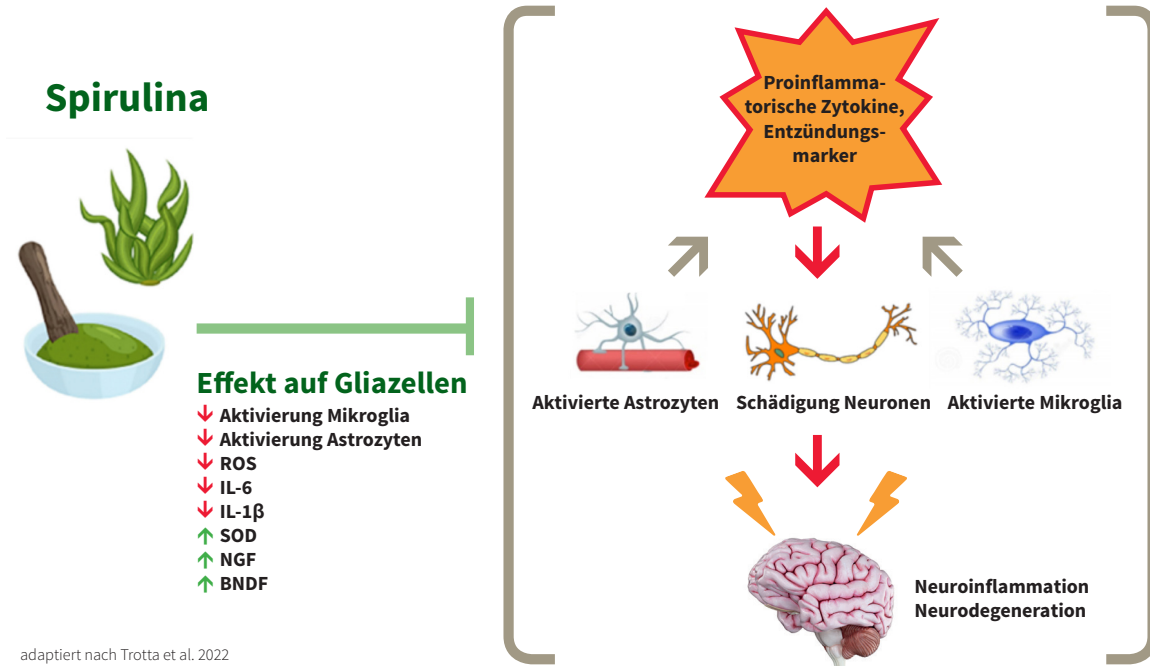 Spirulina
Effekt auf Gliazellen
↓ Aktivierung Mikroglia
↓ Aktivierung Astrozyten
↓ ROS
↓ IL-6
↓ IL-1β
↑ SOD
↑ NGF
↑ BNDF
adaptiert nach Trotta et al. 2022
Proinflamma-
torische Zytokine,
Entzündungs-
marker
Aktivierte Astrozyten
Schädigung Neuronen
Aktivierte Mikroglia
Neuroinflammation
Neurodegeneration